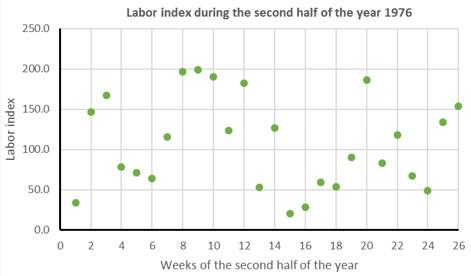 Labor index during the second half of the year 1976
250.0
200.0
150.0
100.0
50.0
0.0
Labor index
0 2 4 6 8 10 12 14 16 18 20 22 24 26
Weeks of the second half of the year